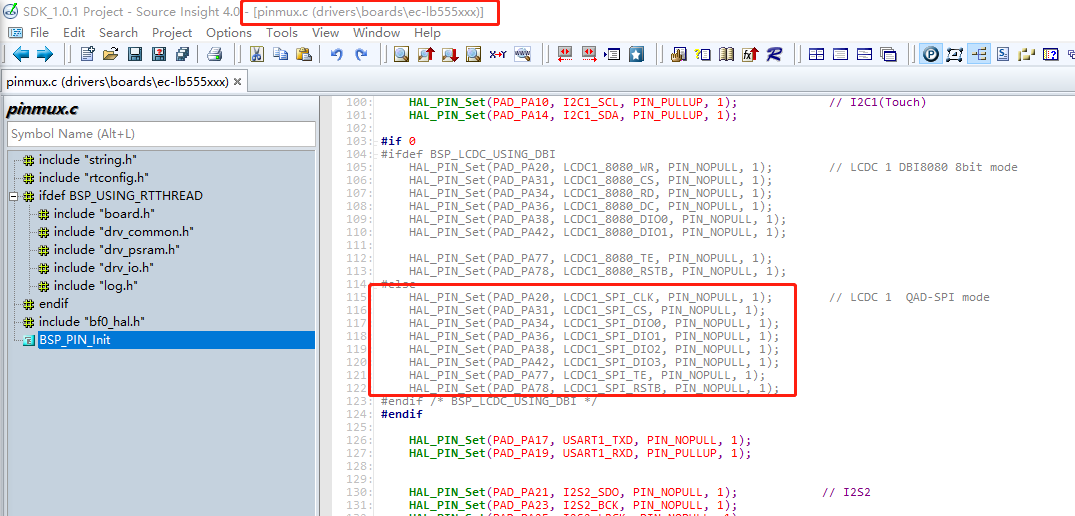 SDK_1.0.1 Project - Source Insight 4.0 - [pinmux.c (drivers\boards\ec-lb555xxx)]
File Edit Search Project Options Tools View Window Help
pinmux.c (drivers\boards\ec-lb555xxx)
pinmux.c
Symbol Name (Alt+L)
include "string.h"
include "rtconfig.h"
ifdef BSP_USING_RTTHREAD
include "board.h"
include "drv_common.h"
include "drv_psram.h"
include "drv_io.h"
include "log.h"
endif
include "bf0_hal.h"
BSP_PIN_Init
100: HAL_PIN_Set(PAD_PA10, I2C1_SCL, PIN_PULLUP, 1); // I2C1(Touch)
101: HAL_PIN_Set(PAD_PA14, I2C1_SDA, PIN_PULLUP, 1);
102:
103: #if 0
104: #ifdef BSP_LCDC_USING_DBI
105: HAL_PIN_Set(PAD_PA20, LCDC1_8080_WR, PIN_NOPULL, 1); // LCDC 1 DBI8080 8bit mode
106: HAL_PIN_Set(PAD_PA31, LCDC1_8080_CS, PIN_NOPULL, 1);
107: HAL_PIN_Set(PAD_PA34, LCDC1_8080_RD, PIN_NOPULL, 1);
108: HAL_PIN_Set(PAD_PA36, LCDC1_8080_DC, PIN_NOPULL, 1);
109: HAL_PIN_Set(PAD_PA38, LCDC1_8080_DIO0, PIN_NOPULL, 1);
110: HAL_PIN_Set(PAD_PA42, LCDC1_8080_DIO1, PIN_NOPULL, 1);
111:
112: HAL_PIN_Set(PAD_PA77, LCDC1_8080_TE, PIN_NOPULL, 1);
113: HAL_PIN_Set(PAD_PA78, LCDC1_8080_RSTB, PIN_NOPULL, 1);
114: #else
115: HAL_PIN_Set(PAD_PA20, LCDC1_SPI_CLK, PIN_NOPULL, 1); // LCDC 1 QAD-SPI mode
116: HAL_PIN_Set(PAD_PA31, LCDC1_SPI_CS, PIN_NOPULL, 1);
117: HAL_PIN_Set(PAD_PA34, LCDC1_SPI_DIO0, PIN_NOPULL, 1);
118: HAL_PIN_Set(PAD_PA36, LCDC1_SPI_DIO1, PIN_NOPULL, 1);
119: HAL_PIN_Set(PAD_PA38, LCDC1_SPI_DIO2, PIN_NOPULL, 1);
120: HAL_PIN_Set(PAD_PA42, LCDC1_SPI_DIO3, PIN_NOPULL, 1);
121: HAL_PIN_Set(PAD_PA77, LCDC1_SPI_TE, PIN_NOPULL, 1);
122: HAL_PIN_Set(PAD_PA78, LCDC1_SPI_RSTB, PIN_NOPULL, 1);
123: #endif /* BSP_LCDC_USING_DBI */
124: #endif
125:
126: HAL_PIN_Set(PAD_PA17, USART1_TXD, PIN_NOPULL, 1);
127: HAL_PIN_Set(PAD_PA19, USART1_RXD, PIN_PULLUP, 1);
128:
129:
130: HAL_PIN_Set(PAD_PA21, I2S2_SDO, PIN_NOPULL, 1); // I2S2
131: HAL_PIN_Set(PAD_PA23, I2S2_BCK, PIN_NOPULL, 1);